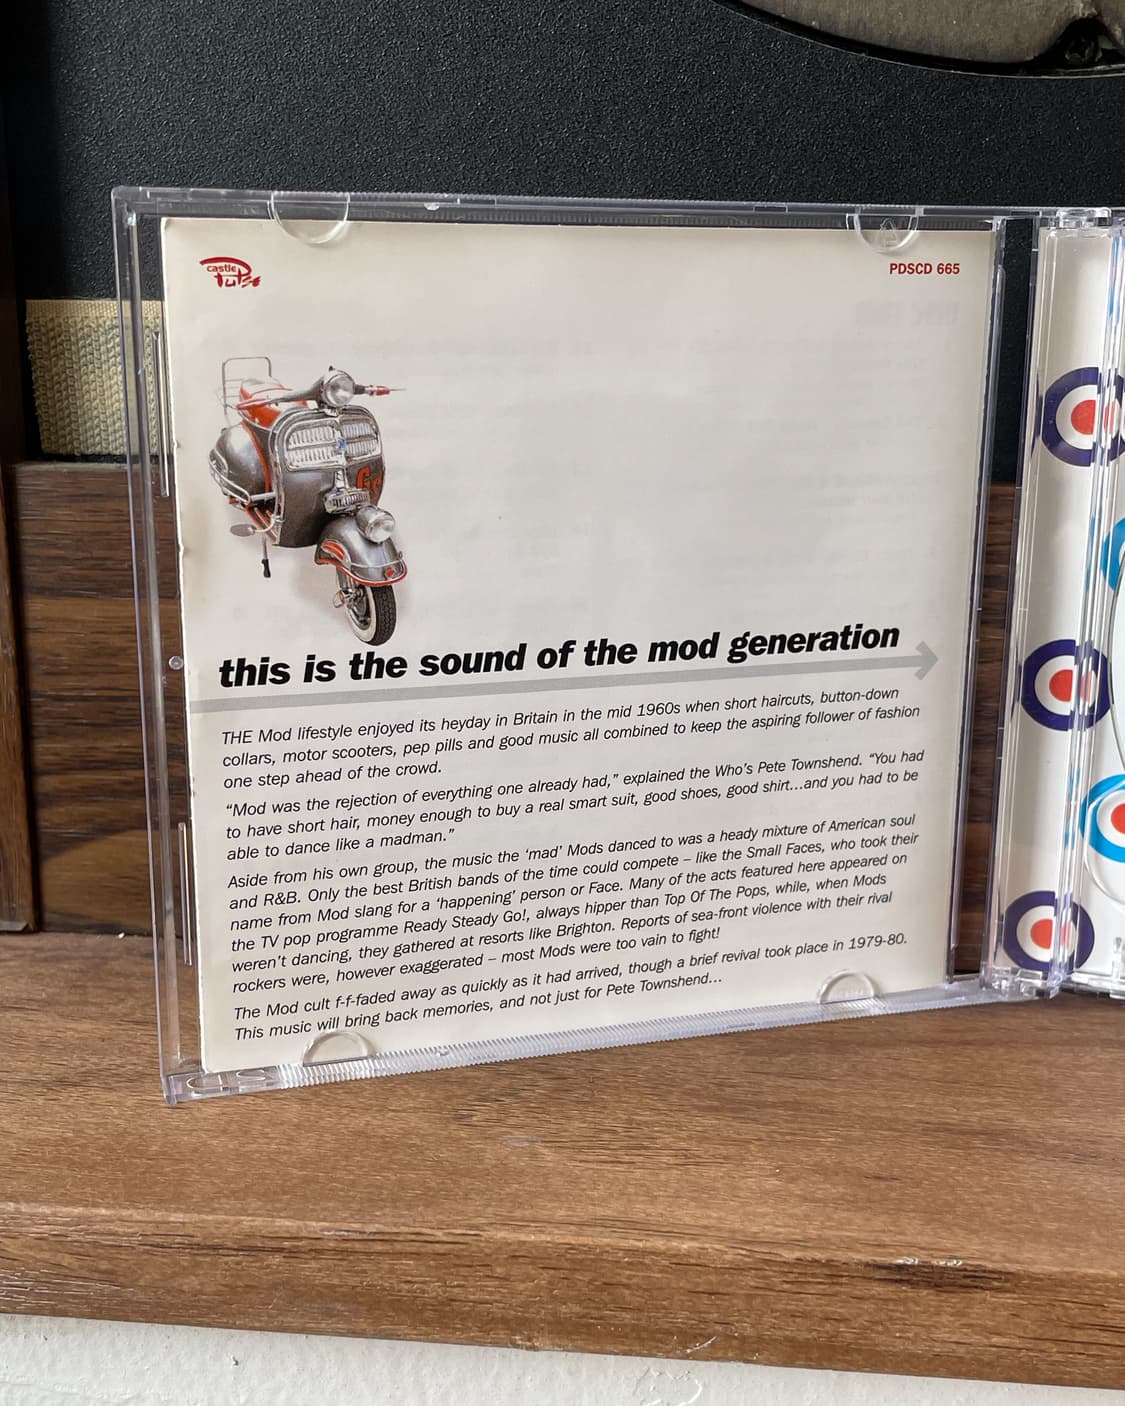 castle
Pulse
PDSCD 665
GS
this is the sound of the mod generation
THE Mod lifestyle enjoyed its heyday in Britain in the mid 1960s when short haircuts, button-down
collars, motor scooters, pep pills and good music all combined to keep the aspiring follower of fashion
one step ahead of the crowd.
“Mod was the rejection of everything one already had,” explained the Who’s Pete Townshend. “You had
to have short hair, money enough to buy a real smart suit, good shoes, good shirt...and you had to be
able to dance like a madman.”
Aside from his own group, the music the ‘mad’ Mods danced to was a heady mixture of American soul
and R&B. Only the best British bands of the time could compete – like the Small Faces, who took their
name from Mod slang for a ‘happening’ person or Face. Many of the acts featured here appeared on
the TV pop programme Ready Steady Go!, always hipper than Top Of The Pops, while, when Mods
weren’t dancing, they gathered at resorts like Brighton. Reports of sea-front violence with their rival
rockers were, however exaggerated – most Mods were too vain to fight!
The Mod cult f-f-faded away as quickly as it had arrived, though a brief revival took place in 1979-80.
This music will bring back memories, and not just for Pete Townshend...